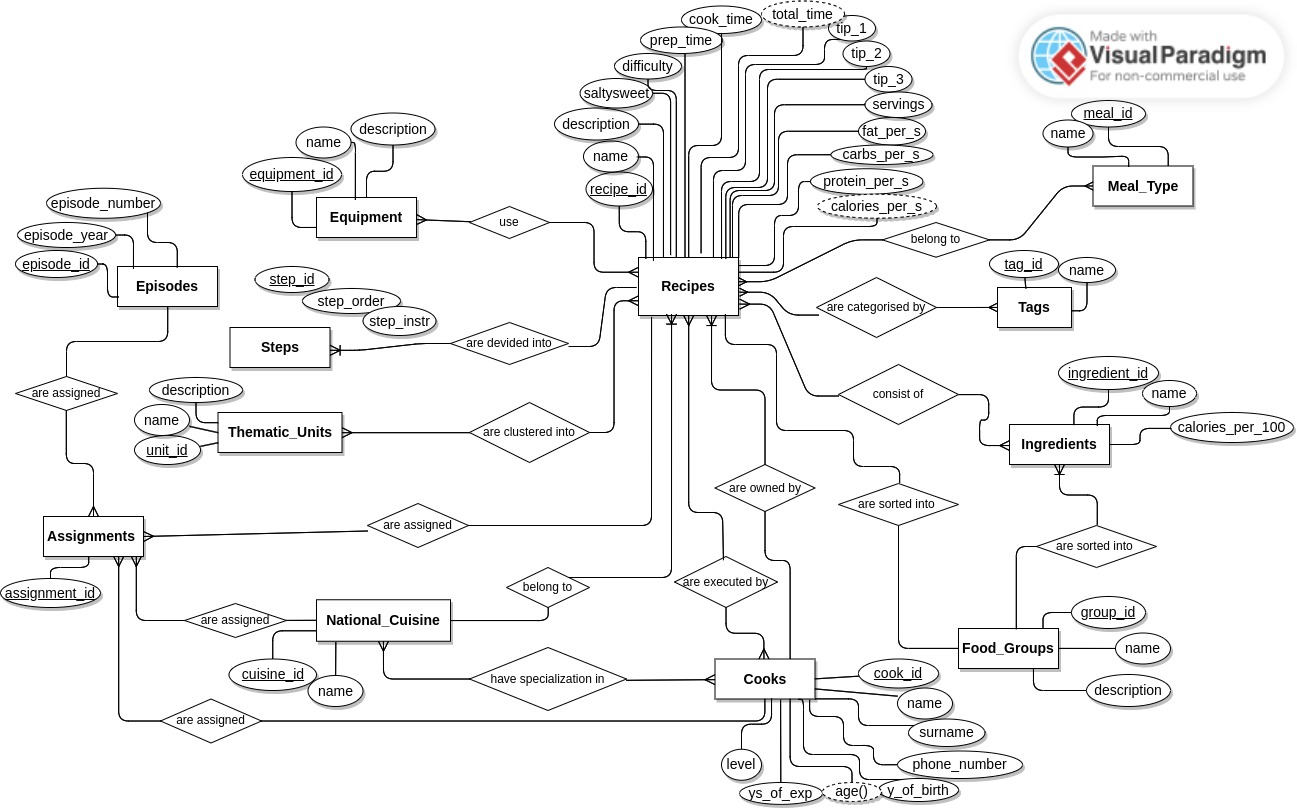 cook_time
total_time
tip_1
prep_time
tip_2
difficulty
tip_3
saltysweet
servings
description
fat_per_s
name
carbs_per_s
recipe_id
protein_per_s
calories_per_s
Made with
Visual Paradigm
For non-commercial use
meal_id
name
Meal_Type
description
name
equipment_id
Equipment
use
belong to
episode_number
episode_year
episode_id
Episodes
step_id
step_order
step_instr
Steps
are devided into
Recipes
are categorised by
tag_id
name
Tags
are assigned
description
name
unit_id
Thematic_Units
are clustered into
consist of
ingredient_id
name
calories_per_100
Ingredients
are owned by
are sorted into
are assigned
Assignments
assignment_id
are sorted into
belong to
are executed by
are assigned
National_Cuisine
cuisine_id
name
have specialization in
Cooks
group_id
Food_Groups
name
description
cook_id
name
surname
phone_number
are assigned
level
ys_of_exp
age()
y_of_birth